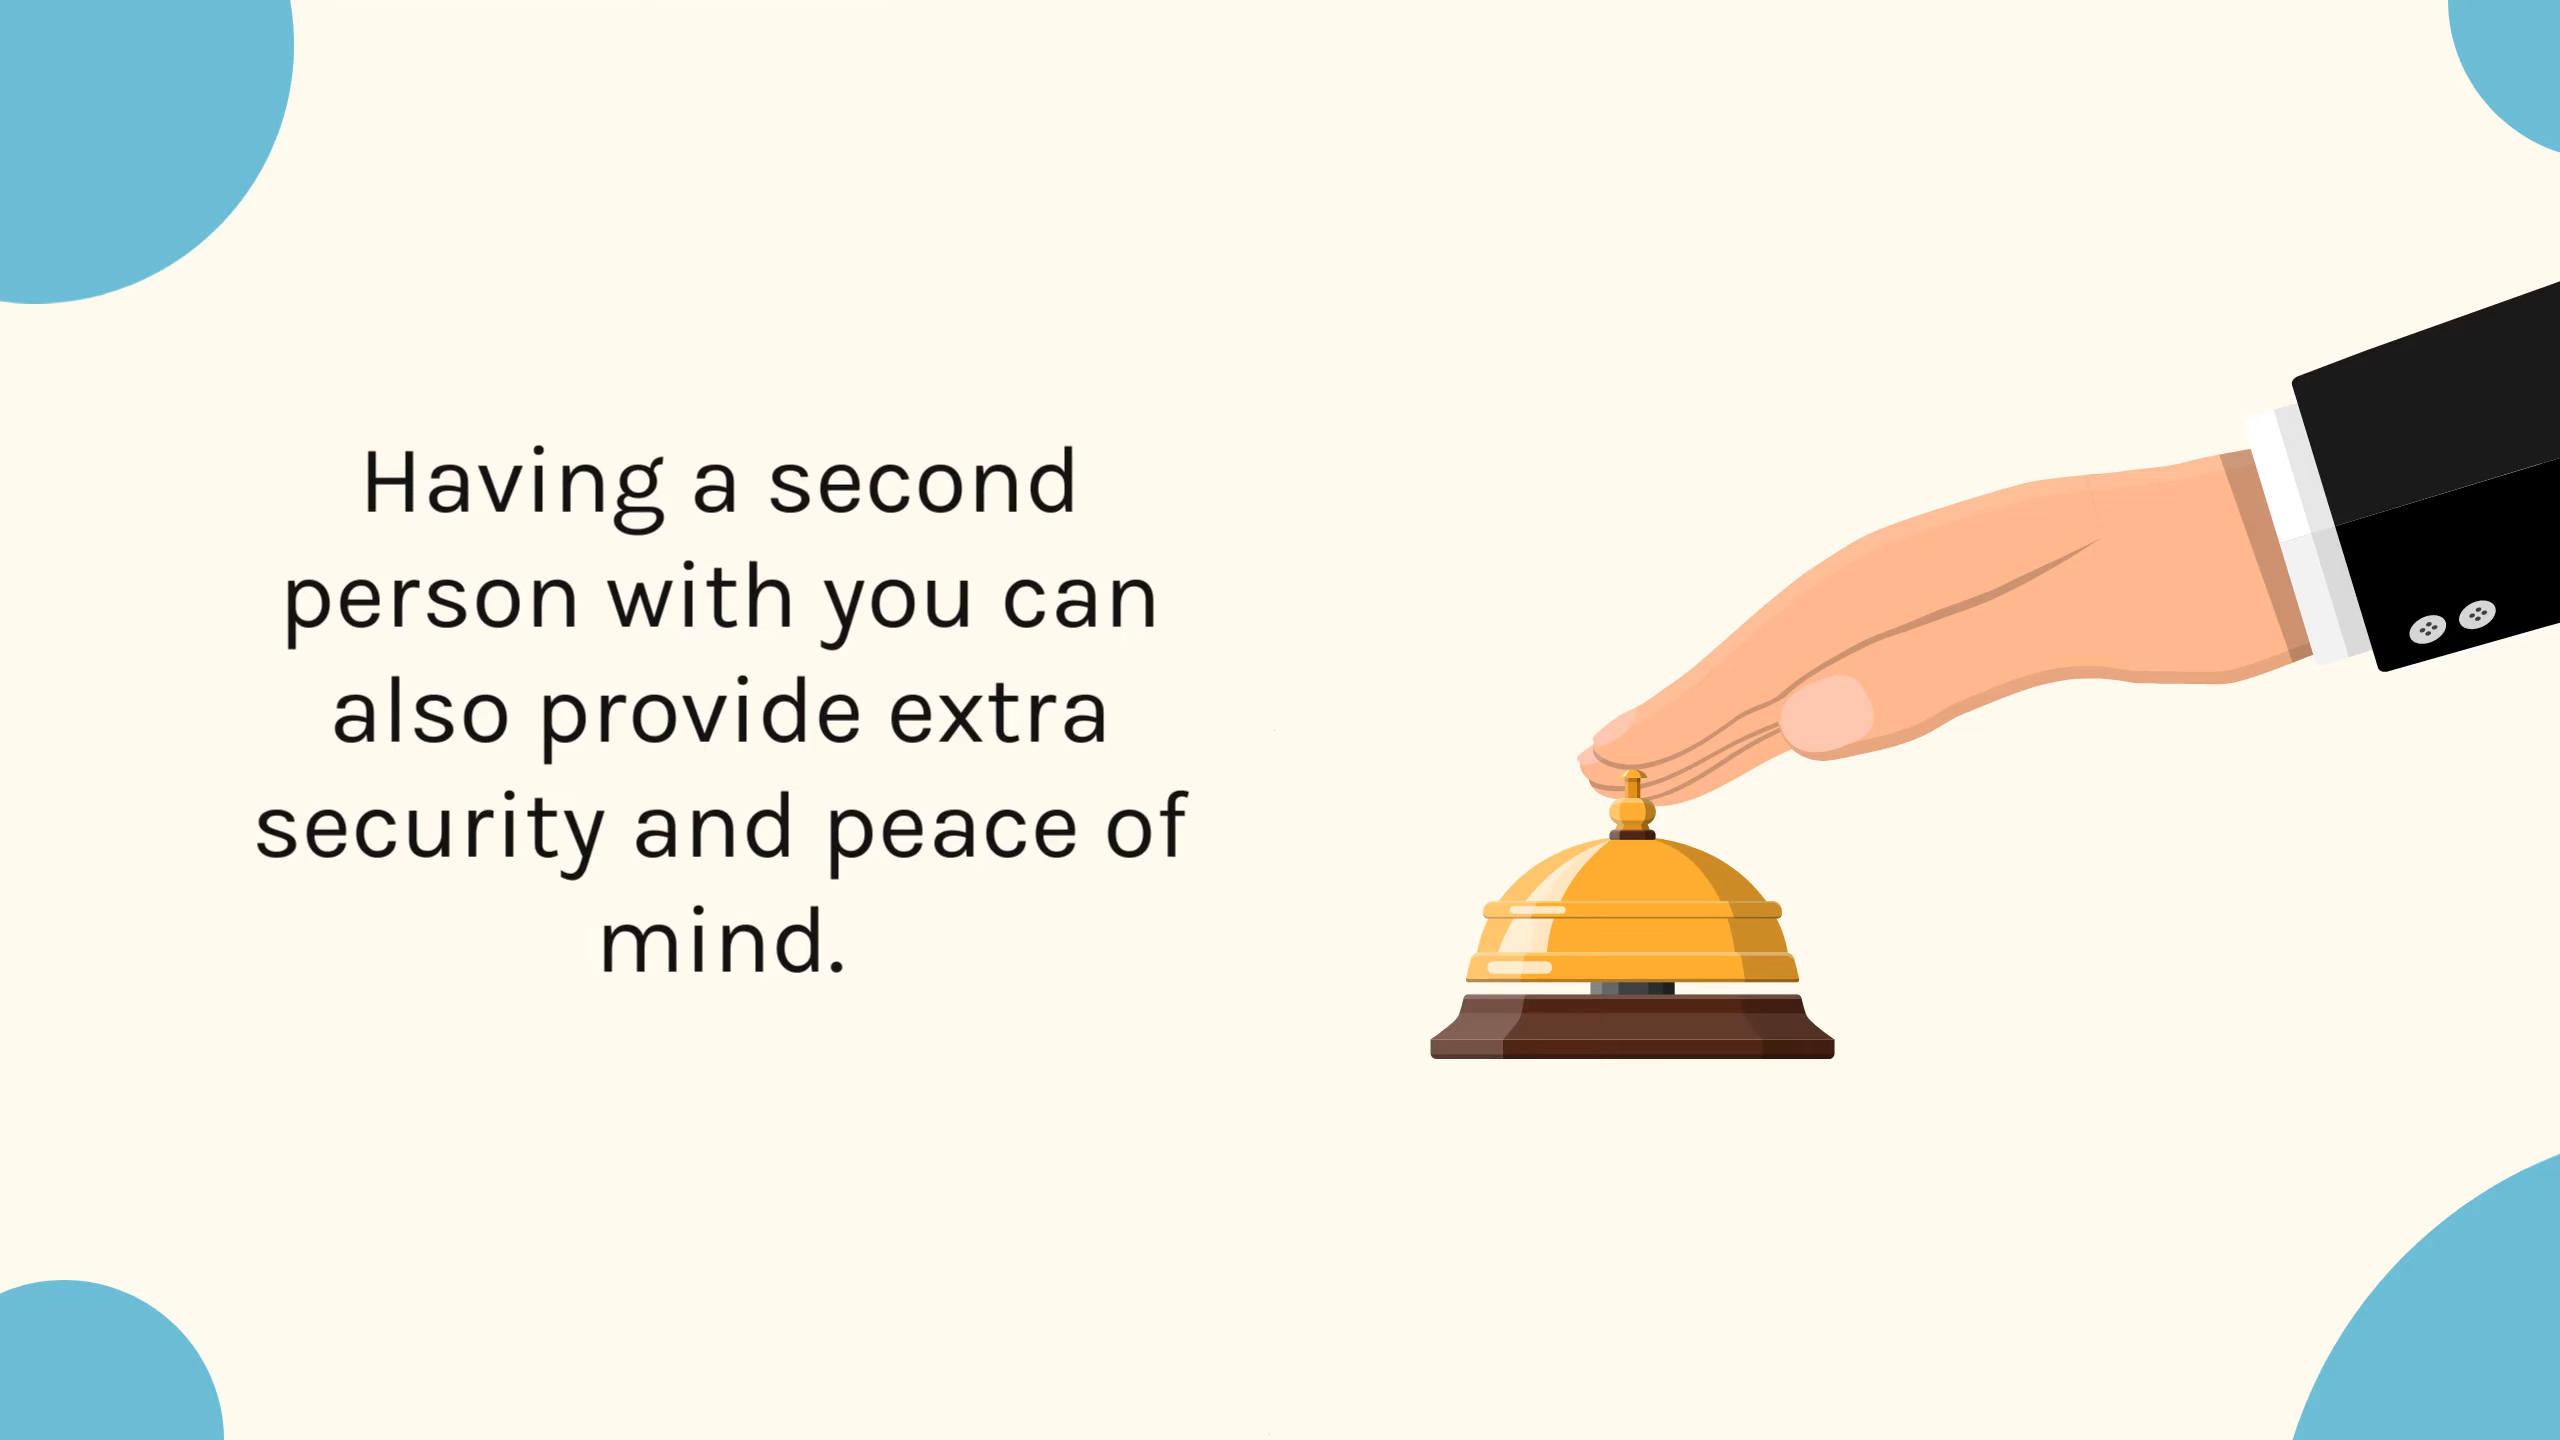 Having a second
person with you can
also provide extra
security and peace of
mind.